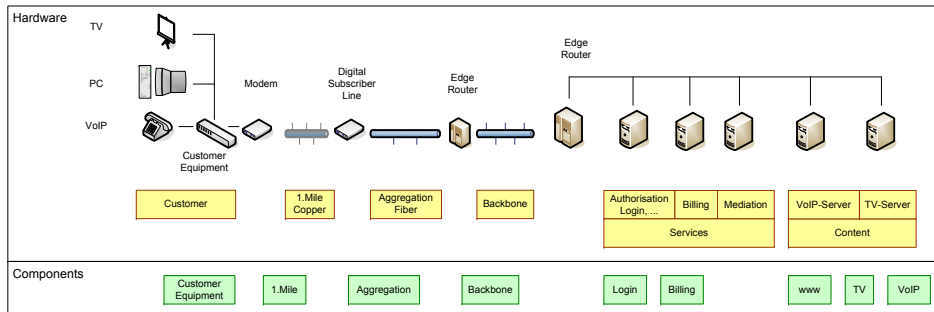 Hardware
TV
PC
VoIP
Customer
Equipment
Modem
Digital
Subscriber
Line
Edge
Router
Edge
Router
Customer
1.Mile
Copper
Aggregation
Fiber
Backbone
Authorisation
Login, ...
Billing
Mediation
Services
VoIP-Server
TV-Server
Content
Components
Customer
Equipment
1.Mile
Aggregation
Backbone
Login
Billing
www
TV
VoIP